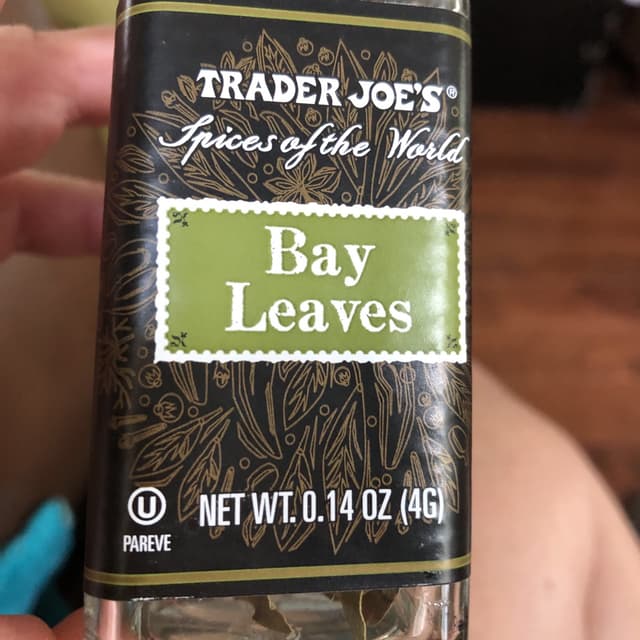 TRADER JOE'S®
Spices of the World
Bay
Leaves
U
PAREVE
NET WT. 0.14 OZ (4G)